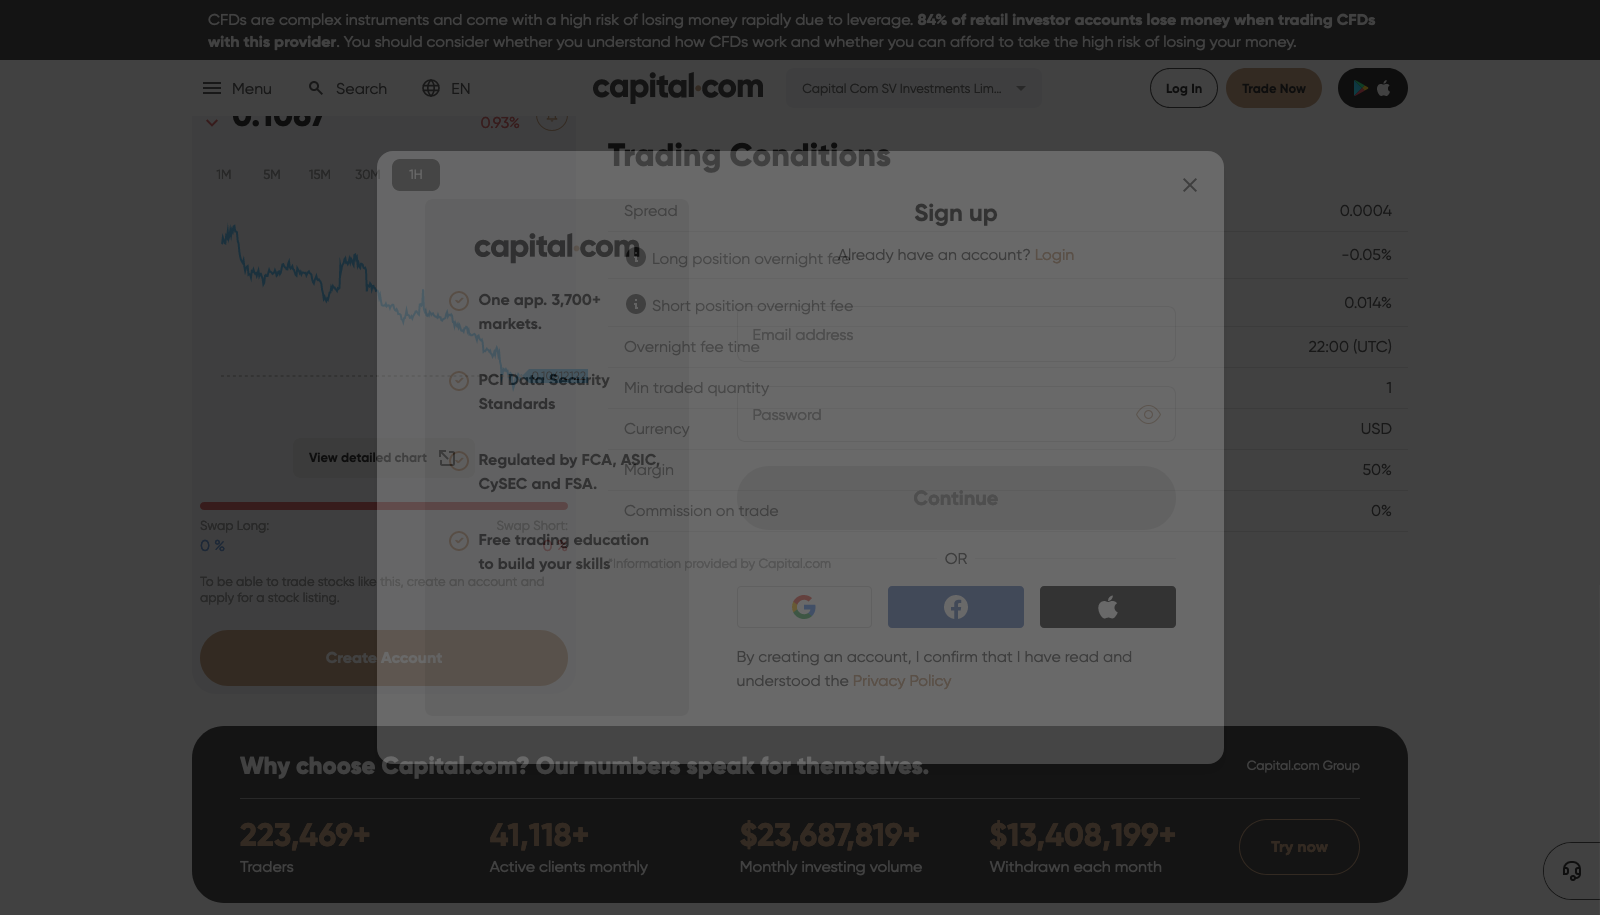 CFDs are complex instruments and come with a high risk of losing money rapidly due to leverage. 84% of retail investor accounts lose money when trading CFDs
with this provider. You should consider whether you understand how CFDs work and whether you can afford to take the high risk of losing your money.
Menu Search EN capital.com Capital Com SV Investments Lim... Log In Trade Now
0.1067 0.93%
1M 5M 15M 30M 1H
Trading Conditions
Spread 0.0004
Long position overnight fee -0.05%
Short position overnight fee 0.014%
Overnight fee time 22:00 (UTC)
Min traded quantity 1
Currency USD
Margin 50%
Commission on trade 0%
*Information provided by Capital.com
View detailed chart
Swap Long: Swap Short:
0 % 0 %
To be able to trade stocks like this, create an account and
apply for a stock listing.
Create Account
capital.com
One app. 3,700+
markets.
PCI Data Security
Standards
Regulated by FCA, ASIC,
CySEC and FSA.
Free trading education
to build your skills
Sign up
Already have an account? Login
Email address
Password
Continue
OR
By creating an account, I confirm that I have read and
understood the Privacy Policy
Why choose Capital.com? Our numbers speak for themselves. Capital.com Group
223,469+ 41,118+ $23,687,819+ $13,408,199+
Traders Active clients monthly Monthly investing volume Withdrawn each month
Try now